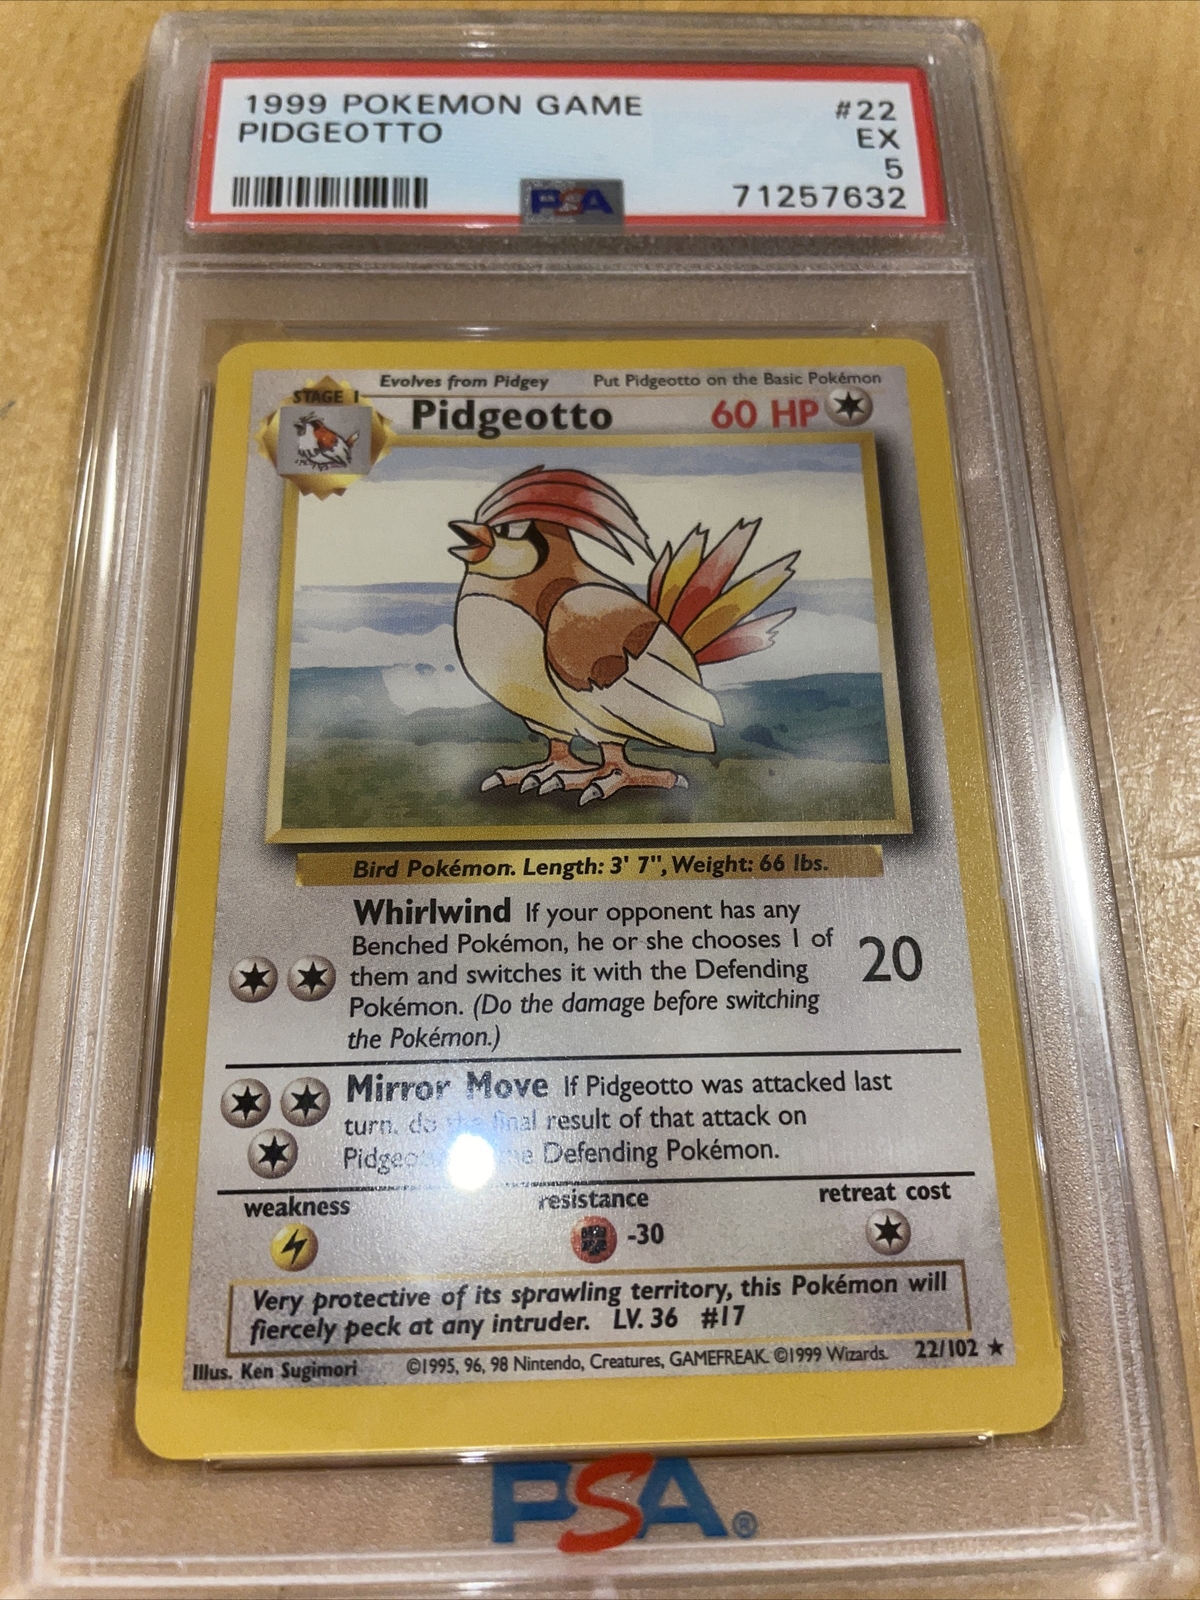 1999 POKEMON GAME #22
PIDGEOTTO EX
5
PSA 71257632
Evolves from Pidgey Put Pidgeotto on the Basic Pokémon
STAGE 1
Pidgeotto 60 HP
Bird Pokémon. Length: 3' 7", Weight: 66 lbs.
Whirlwind If your opponent has any
Benched Pokémon, he or she chooses 1 of
them and switches it with the Defending
Pokémon. (Do the damage before switching
the Pokémon.)
20
Mirror Move If Pidgeotto was attacked last
turn, do the final result of that attack on
Defending Pokémon.
weakness resistance retreat cost
-30
Very protective of its sprawling territory, this Pokémon will
fiercely peck at any intruder. LV. 36 #17
Illus. Ken Sugimori ©1995, 96, 98 Nintendo, Creatures, GAMEFREAK. ©1999 Wizards. 22/102 ★
PSA®